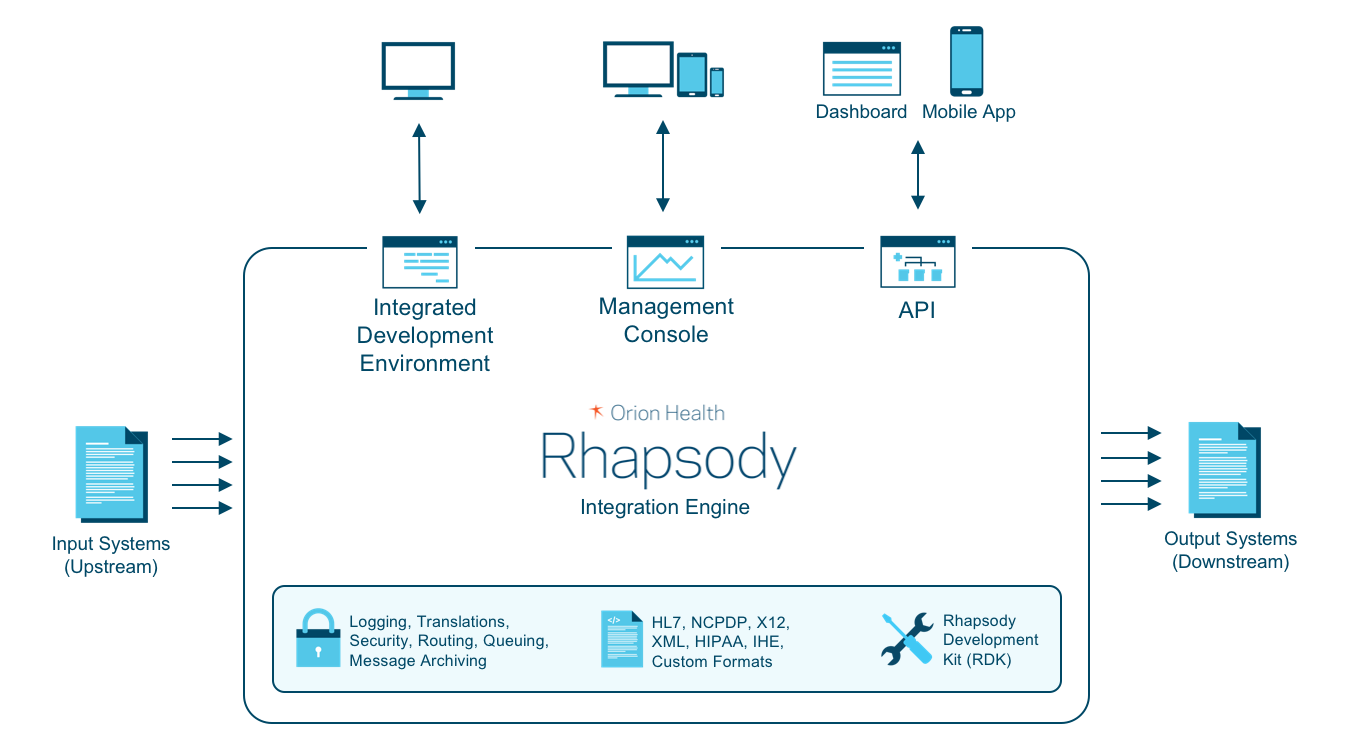 Dashboard
Mobile App
Integrated
Development
Environment
Management
Console
API
Orion Health
Rhapsody
Integration Engine
Input Systems
(Upstream)
Output Systems
(Downstream)
Logging, Translations,
Security, Routing, Queuing,
Message Archiving
</>
HL7, NCPDP, X12,
XML, HIPAA, IHE,
Custom Formats
Rhapsody
Development
Kit (RDK)